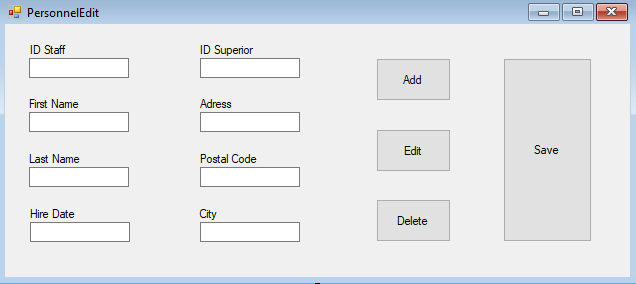 PersonnelEdit
ID Staff
ID Superior
First Name
Adress
Last Name
Postal Code
Hire Date
City
Add
Edit
Delete
Save